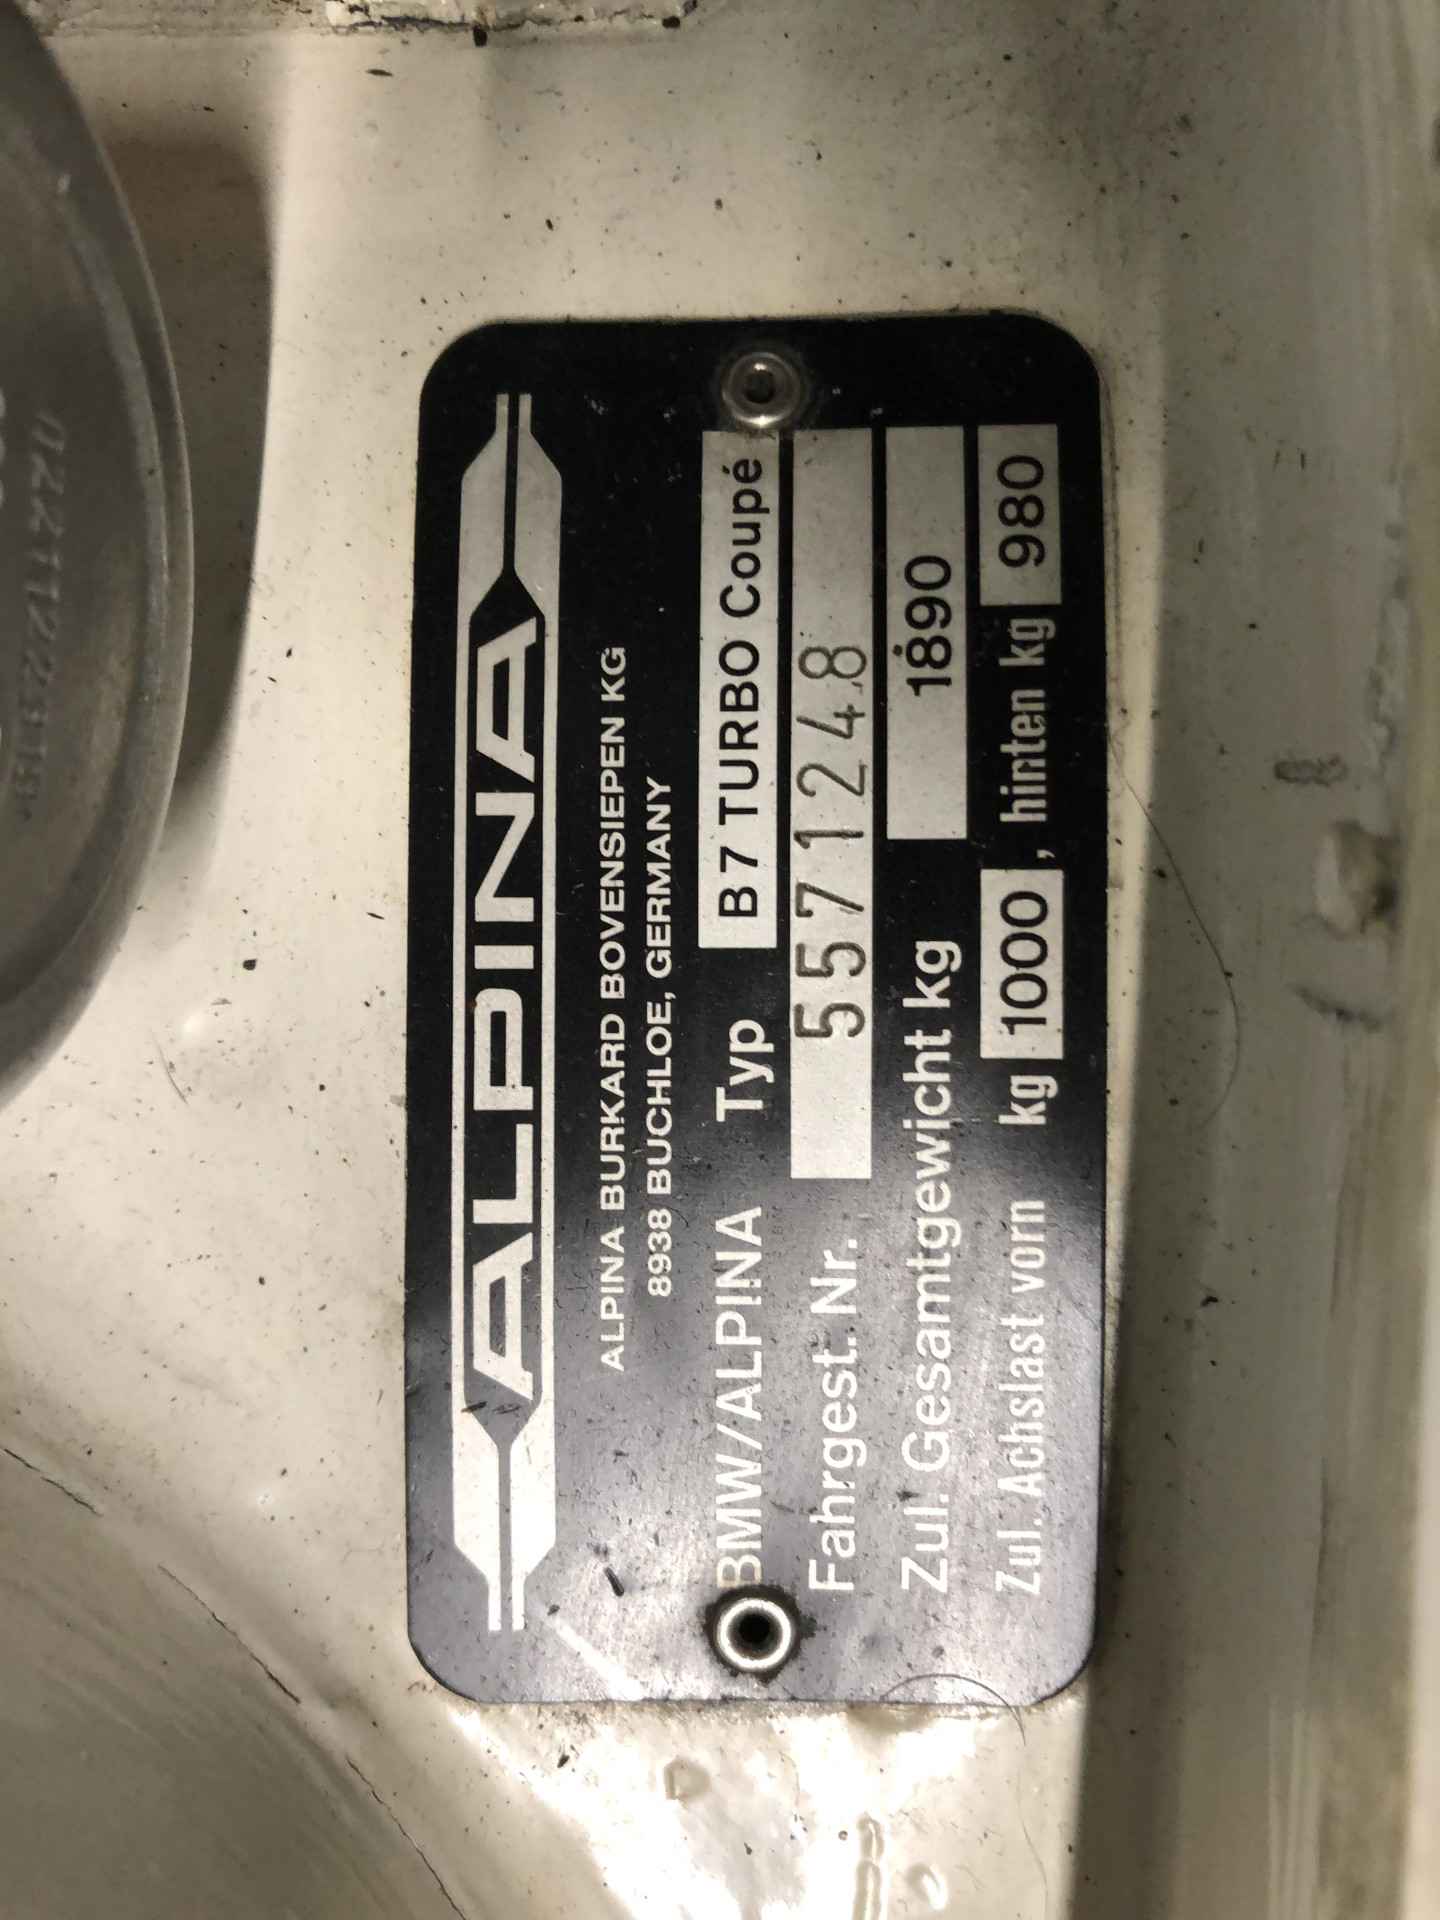 ALPINA
ALPINA BURKARD BOVENSIEPEN KG
8938 BUCHLOE, GERMANY
BMW/ALPINA Typ B 7 TURBO Coupé
Fahrgest. Nr. 5571248
Zul. Gesamtgewicht kg 1890
Zul. Achslast vorn kg 1000, hinten kg 980